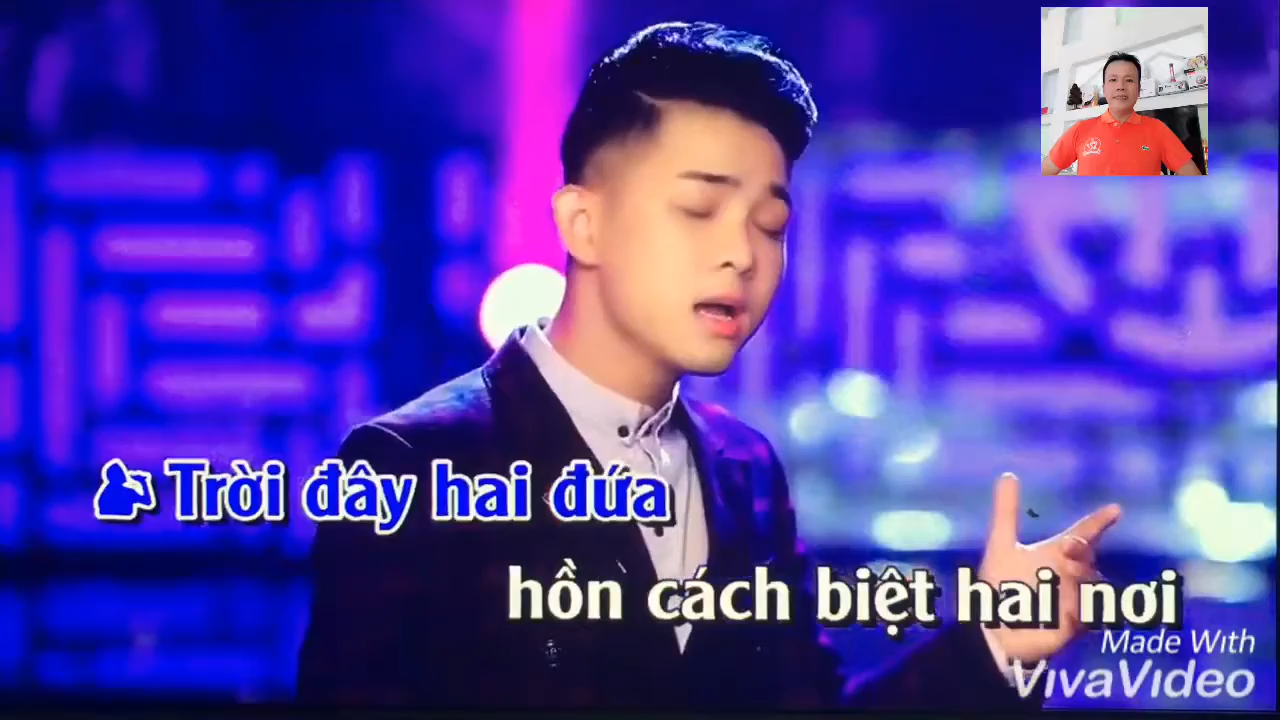 Trời đây hai đứa
hồn cách biệt hai nơi
Made With
VivaVideo